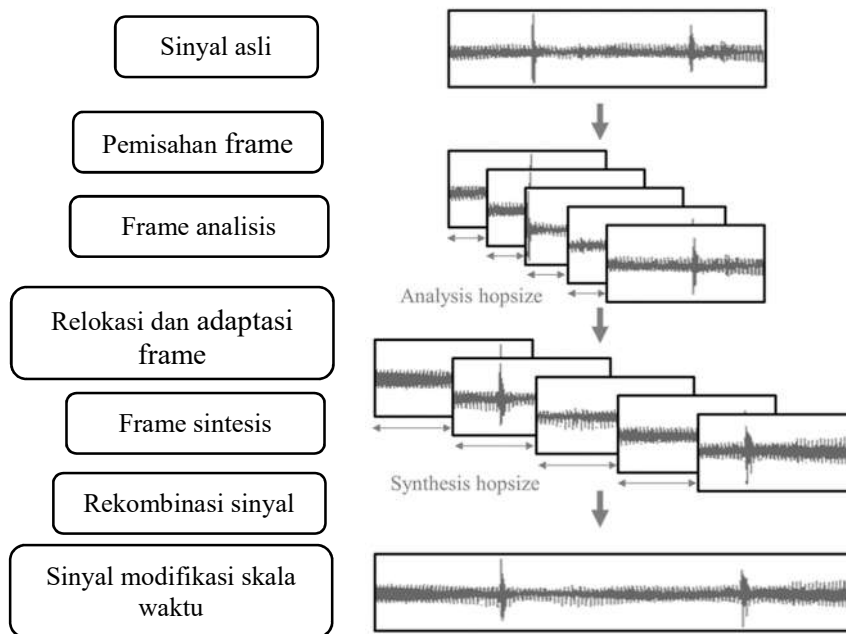 Sinyal asli
Pemisahan frame
Frame analisis
Analysis hopsize
Relokasi dan adaptasi
frame
Frame sintesis
Synthesis hopsize
Rekombinasi sinyal
Sinyal modifikasi skala
waktu